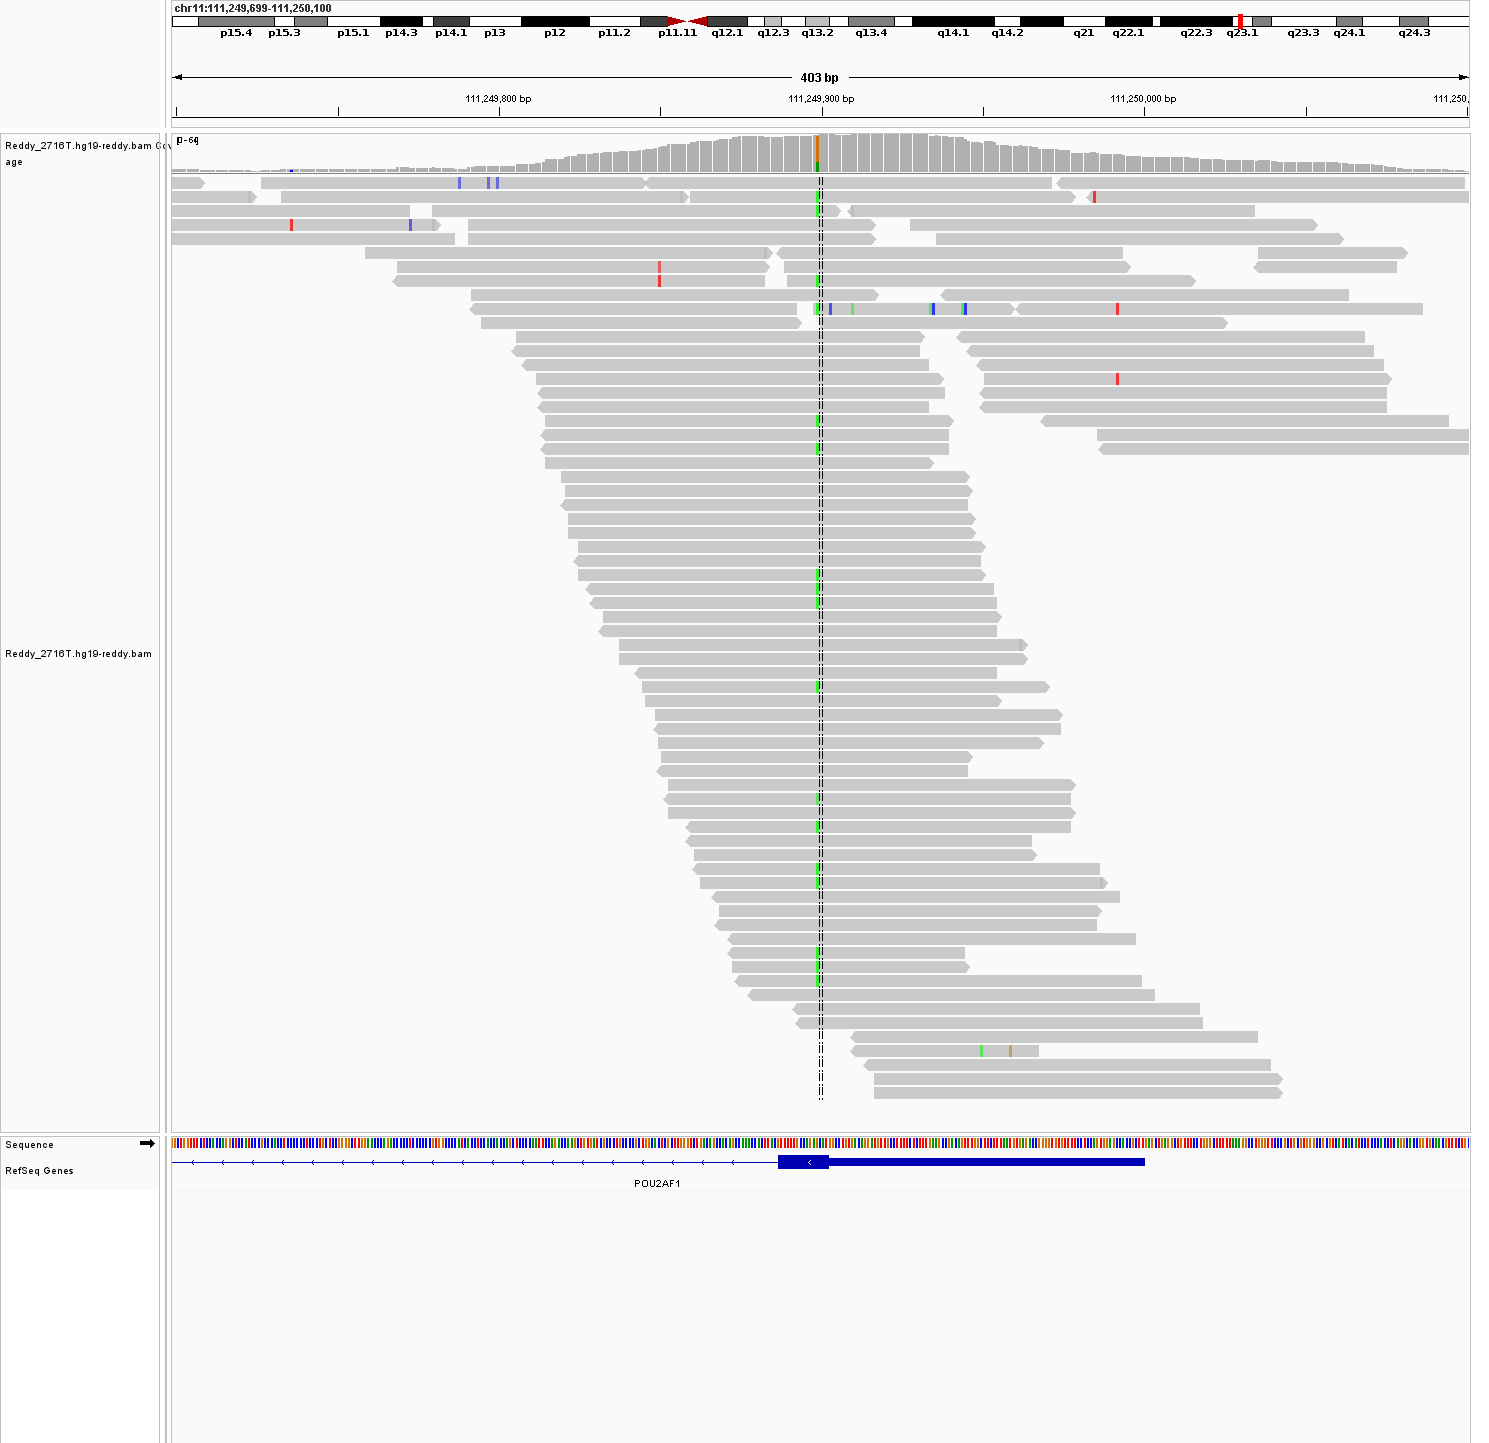 chr11:111,249,699-111,250,100
p15.4 p15.3 p15.1 p14.3 p14.1 p13 p12 p11.2 p11.11 q12.1 q12.3 q13.2 q13.4 q14.1 q14.2 q21 q22.1 q22.3 q23.1 q23.3 q24.1 q24.3
403 bp
111,249,800 bp 111,249,900 bp 111,250,000 bp 111,250,
Reddy_2716T.hg19-reddy.bam Cov
age
Reddy_2716T.hg19-reddy.bam
Sequence
RefSeq Genes
POU2AF1